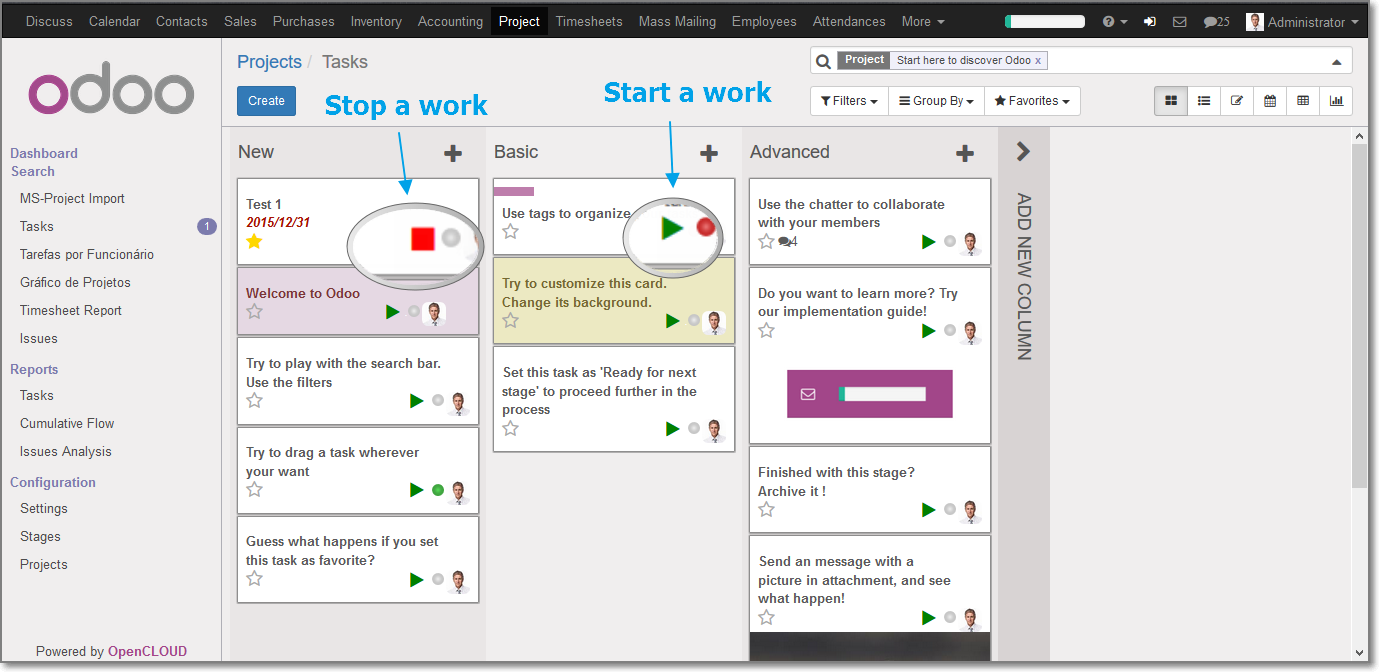 Discuss Calendar Contacts Sales Purchases Inventory Accounting Project Timesheets Mass Mailing Employees Attendances More 25 Administrator
odoo
Dashboard
Search
MS-Project Import
Tasks 1
Tarefas por Funcionário
Gráfico de Projetos
Timesheet Report
Issues
Reports
Tasks
Cumulative Flow
Issues Analysis
Configuration
Settings
Stages
Projects
Powered by OpenCLOUD
Projects / Tasks
Project Start here to discover Odoo x
Create
Stop a work
Start a work
Filters Group By Favorites
New
Test 1
2015/12/31
Welcome to Odoo
Try to play with the search bar.
Use the filters
Try to drag a task wherever
your want
Guess what happens if you set
this task as favorite?
Basic
Use tags to organize
Try to customize this card.
Change its background.
Set this task as 'Ready for next
stage' to proceed further in the
process
Advanced
Use the chatter to collaborate
with your members
4
Do you want to learn more? Try
our implementation guide!
Finished with this stage?
Archive it !
Send an message with a
picture in attachment, and see
what happen!
ADD NEW COLUMN